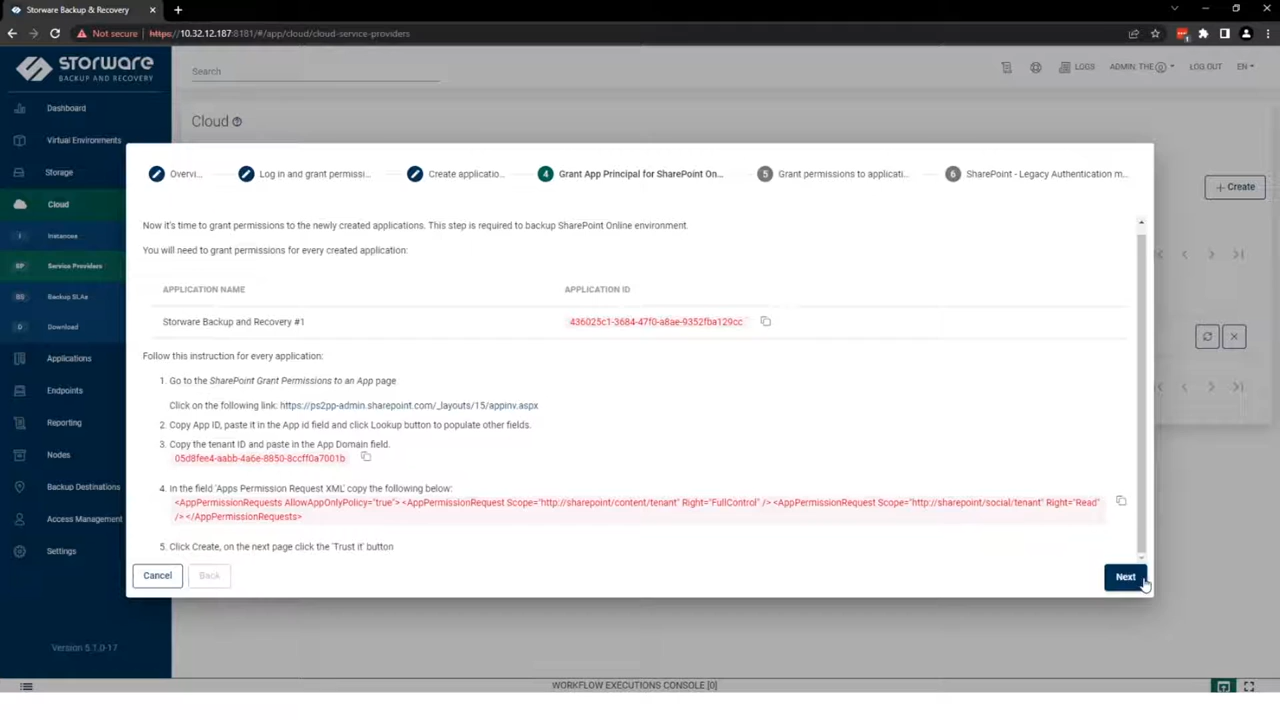 Storware Backup & Recovery
Not secure https://10.32.12.187:8181/#/app/cloud/cloud-service-providers
STORWARE
BACKUP AND RECOVERY
Search
LOGS
ADMIN: THE
LOG OUT
EN
Dashboard
Cloud
Virtual Environments
Storage
Cloud
+ Create
I Instances
SP Service Providers
BS Backup SLAs
D Download
Applications
Endpoints
Reporting
Nodes
Backup Destinations
Access Management
Settings
Version 5.1.0-17
Overvi...
Log in and grant permissi...
Create applicatio...
4 Grant App Principal for SharePoint On...
5 Grant permissions to applicati...
6 SharePoint - Legacy Authentication m...
Now it's time to grant permissions to the newly created applications. This step is required to backup SharePoint Online environment.
You will need to grant permissions for every created application:
APPLICATION NAME APPLICATION ID
Storware Backup and Recovery #1 436025c1-3684-47f0-a8ae-9352fba129cc
Follow this instruction for every application:
1. Go to the SharePoint Grant Permissions to an App page
Click on the following link: https://ps2pp-admin.sharepoint.com/_layouts/15/appinv.aspx
2. Copy App ID, paste it in the App id field and click Lookup button to populate other fields.
3. Copy the tenant ID and paste in the App Domain field.
05d8fee4-aabb-4a6e-8850-8ccff0a7001b
4. In the field 'Apps Permission Request XML' copy the following below:
<AppPermissionRequests AllowAppOnlyPolicy="true"> <AppPermissionRequest Scope="http://sharepoint/content/tenant" Right="FullControl" /> <AppPermissionRequest Scope="http://sharepoint/social/tenant" Right="Read"
/> </AppPermissionRequests>
5. Click Create, on the next page click the 'Trust It' button
Cancel
Back
Next
WORKFLOW EXECUTIONS CONSOLE [0]